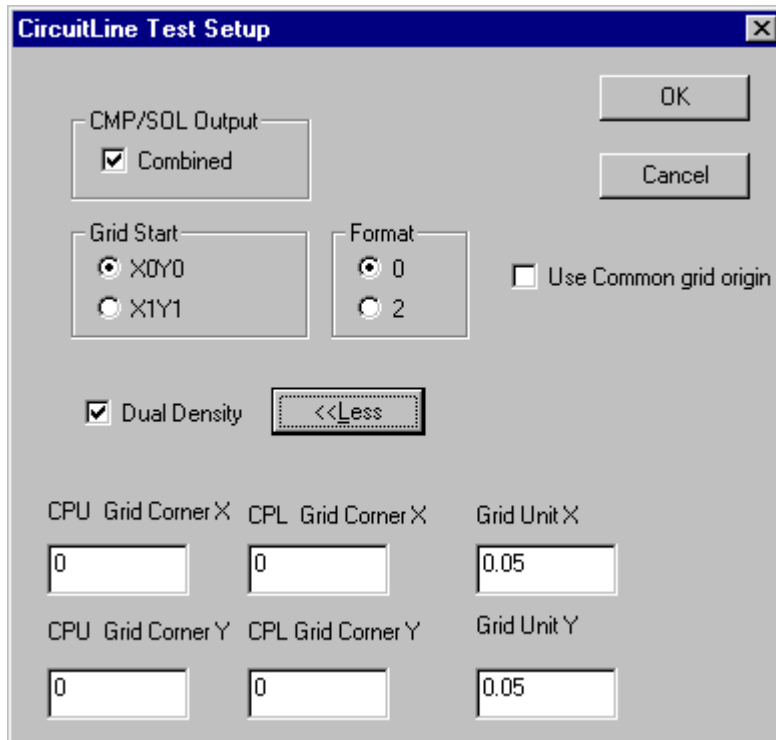 CircuitLine Test Setup
OK
CMP/SOL Output
Combined
Cancel
Grid Start
Format
X0Y0
0
Use Common grid origin
X1Y1
2
Dual Density
<<Less
CPU Grid Corner X
CPL Grid Corner X
Grid Unit X
0
0
0.05
CPU Grid Corner Y
CPL Grid Corner Y
Grid Unit Y
0
0
0.05